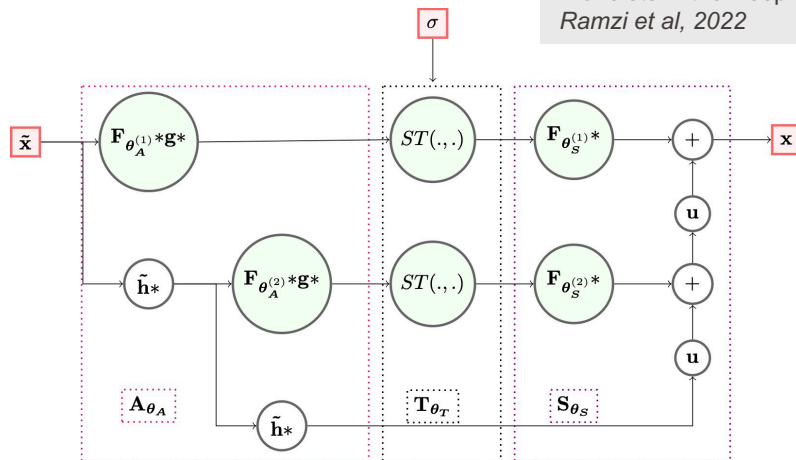 Ramzi et al, 2022
σ
x̃
F_{θ_A^{(1)}}*g*
ST(.,.)
F_{θ_S^{(1)}}*
+
x
u
h̃*
F_{θ_A^{(2)}}*g*
ST(.,.)
F_{θ_S^{(2)}}*
+
u
A_{θ_A}
T_{θ_T}
S_{θ_S}
h̃*